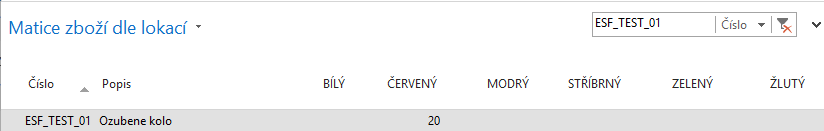 Matice zboží dle lokací
ESF_TEST_01 Číslo
Číslo Popis BÍLÝ ČERVENÝ MODRÝ STŘÍBRNÝ ZELENÝ ŽLUTÝ
ESF_TEST_01 Ozubene kolo 20